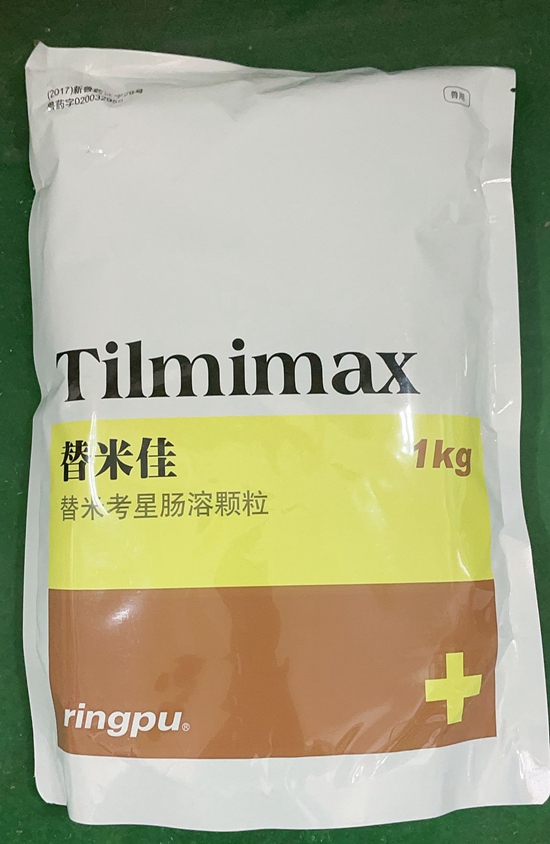 兽用
Tilmimax
替米佳
1kg
替米考星肠溶颗粒
ringpu®